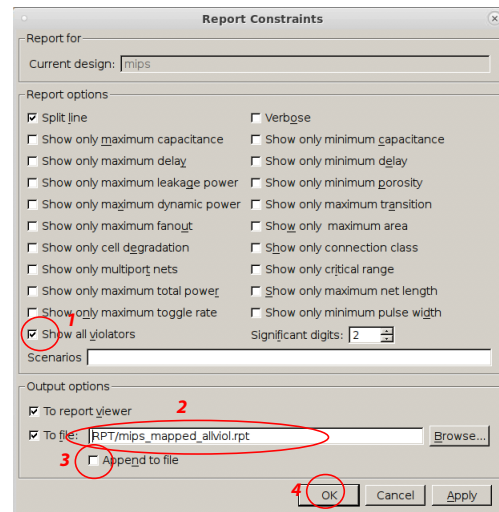 Report Constraints
Report for
Current design: mips
Report options
Split line Verbose
Show only maximum capacitance Show only minimum capacitance
Show only maximum delay Show only minimum delay
Show only maximum leakage power Show only minimum porosity
Show only maximum dynamic power Show only maximum transition
Show only maximum fanout Show only maximum area
Show only cell degradation Show only connection class
Show only multiport nets Show only critical range
Show only maximum total power Show only maximum net length
Show only maximum toggle rate Show only minimum pulse width
1
Show all violators Significant digits: 2
Scenarios
Output options
To report viewer
2
To file: RPT/mips_mapped_allviol.rpt Browse...
3 Append to file
4 OK Cancel Apply